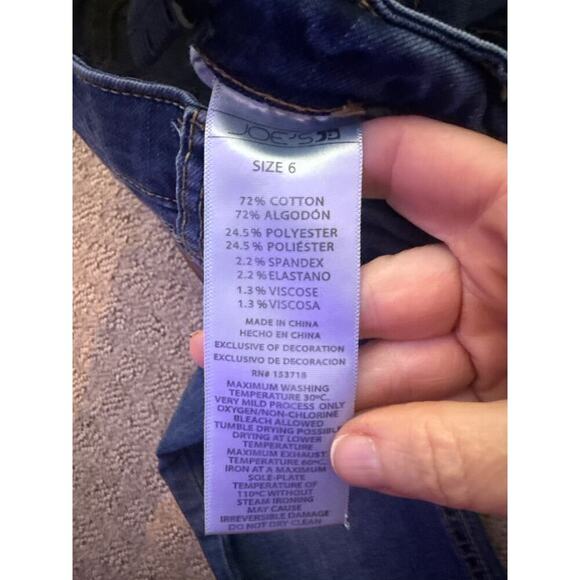 JOE'S
SIZE 6
72% COTTON
72% ALGODÓN
24.5% POLYESTER
24.5% POLIÉSTER
2.2% SPANDEX
2.2% ELASTANO
1.3% VISCOSE
1.3% VISCOSA
MADE IN CHINA
HECHO EN CHINA
EXCLUSIVE OF DECORATION
EXCLUSIVO DE DECORACION
RN# 153718
MAXIMUM WASHING
TEMPERATURE 30ºC.
VERY MILD PROCESS ONLY
OXYGEN/NON-CHLORINE
BLEACH ALLOWED
TUMBLE DRYING POSSIBLE
DRYING AT LOWER
TEMPERATURE
MAXIMUM EXHAUST
TEMPERATURE 60ºC.
IRON AT A MAXIMUM
SOLE-PLATE
TEMPERATURE OF
110ºC WITHOUT
STEAM IRONING
MAY CAUSE
IRREVERSIBLE DAMAGE
DO NOT DRY CLEAN